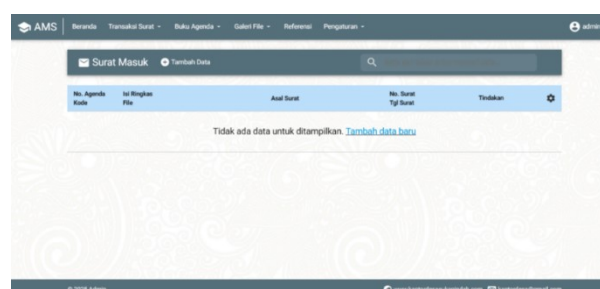 AMS Beranda Transaksi Surat Buku Agenda Galeri File Referensi Pengaturan admin
Surat Masuk Tambah Data
No. Agenda Isi Ringkas Asal Surat No. Surat Tindakan
Kode File Tgl Surat
Tidak ada data untuk ditampilkan. Tambah data baru